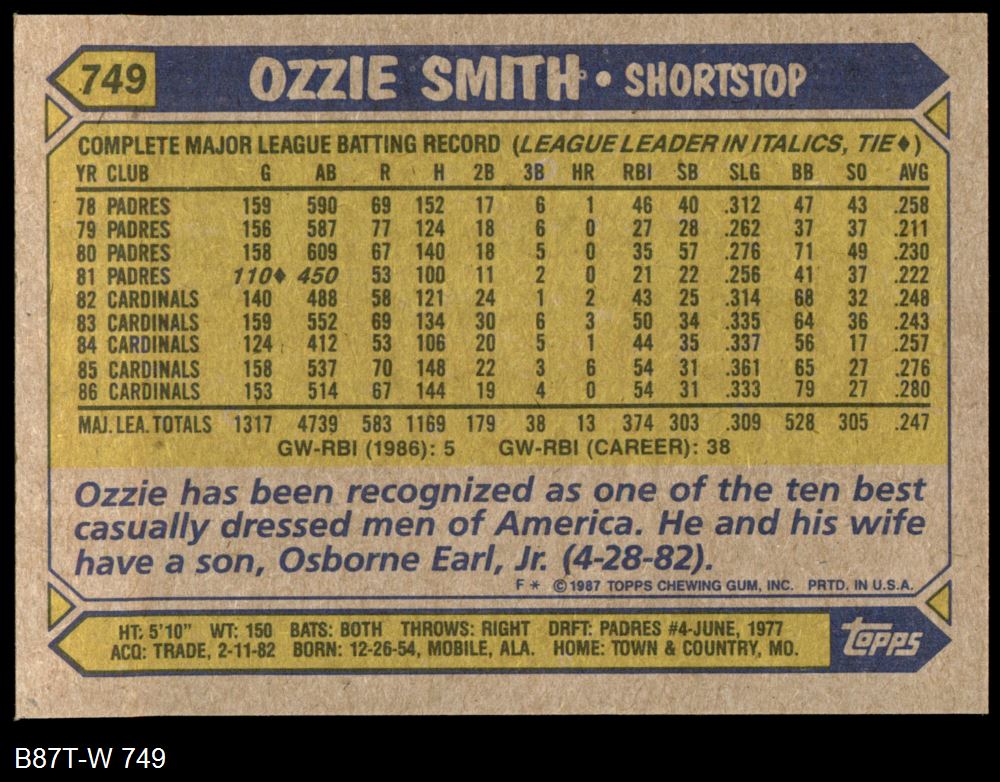 749 OZZIE SMITH • SHORTSTOP
COMPLETE MAJOR LEAGUE BATTING RECORD (LEAGUE LEADER IN ITALICS, TIE♦)
YR CLUB G AB R H 2B 3B HR RBI SB SLG BB SO AVG
78 PADRES 159 590 69 152 17 6 1 46 40 .312 47 43 .258
79 PADRES 156 587 77 124 18 6 0 27 28 .262 37 37 .211
80 PADRES 158 609 67 140 18 5 0 35 57 .276 71 49 .230
81 PADRES 110♦ 450 53 100 11 2 0 21 22 .256 41 37 .222
82 CARDINALS 140 488 58 121 24 1 2 43 25 .314 68 32 .248
83 CARDINALS 159 552 69 134 30 6 3 50 34 .335 64 36 .243
84 CARDINALS 124 412 53 106 20 5 1 44 35 .337 56 17 .257
85 CARDINALS 158 537 70 148 22 3 6 54 31 .361 65 27 .276
86 CARDINALS 153 514 67 144 19 4 0 54 31 .333 79 27 .280
MAJ. LEA. TOTALS 1317 4739 583 1169 179 38 13 374 303 .309 528 305 .247
GW-RBI (1986): 5 GW-RBI (CAREER): 38
Ozzie has been recognized as one of the ten best
casually dressed men of America. He and his wife
have a son, Osborne Earl, Jr. (4-28-82).
F * © 1987 TOPPS CHEWING GUM, INC. PRTD. IN U.S.A.
HT: 5'10" WT: 150 BATS: BOTH THROWS: RIGHT DRFT: PADRES #4-JUNE, 1977
ACQ: TRADE, 2-11-82 BORN: 12-26-54, MOBILE, ALA. HOME: TOWN & COUNTRY, MO.
Topps
B87T-W 749